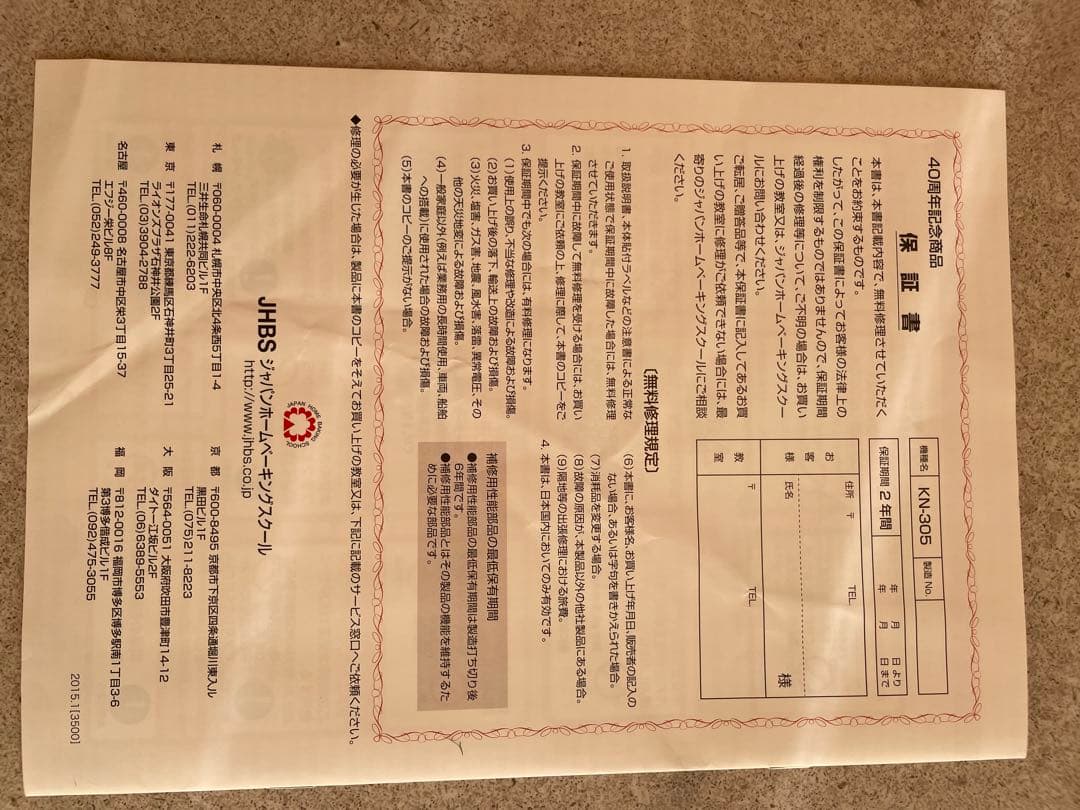 40周年記念商品
保証書
本書は、本書記載内容で、無料修理させていただく
ことをお約束するものです。
したがって、この保証書によってお客様の法律上の
権利を制限するものではありませんので、保証期間
経過後の修理等について、ご不明の場合は、お買い
上げの教室又は、ジャパンホームベーキングスクー
ルにお問い合わせください。
ご転居、ご贈答品等で、本保証書に記入してあるお買
い上げの教室に修理がご依頼できない場合には、最
寄りのジャパンホームベーキングスクールにご相談
ください。
機種名 KN-305 製造 No.
保証期間 2年間 年 月 日より
年 月 日まで
お客様 住所 〒 TEL.
氏名 様
教室 〒 TEL.
〔無料修理規定〕
1. 取扱説明書、本体貼付ラベルなどの注意書による正常な
ご使用状態で保証期間中に故障した場合には、無料修理
させていただきます。
2. 保証期間中に故障して無料修理を受ける場合には、お買い
上げの教室にご依頼の上、修理に際して、本書のコピーをご
提示ください。
3. 保証期間中でも次の場合には、有料修理になります。
(1)使用上の誤り、不当な修理や改造による故障および損傷。
(2)お買い上げ後の落下、輸送上の故障および損傷。
(3)火災、塩害、ガス害、地震、風水害、落雷、異常電圧、その
他の天災地変による故障および損傷。
(4)一般家庭以外(例えば業務用の長時間使用、車両、船舶
への搭載)に使用された場合の故障および損傷。
(5)本書のコピーのご提示がない場合。
(6)本書に、お客様名、お買い上げ年月日、販売者の記入の
ない場合、あるいは字句を書きかえられた場合。
(7)消耗品を変更する場合。
(8)故障の原因が、本製品以外の他社製品にある場合。
(9)隔地等の出張修理における旅費。
4. 本書は、日本国内においてのみ有効です。
補修用性能部品の最低保有期間
●補修用性能部品の最低保有期間は製造打ち切り後
6年間です。
●補修用性能部品とはその製品の機能を維持するた
めに必要な部品です。
◆修理の必要が生じた場合は、製品に本書のコピーをそえてお買い上げの教室又は、下記に記載のサービス窓口へご依頼ください。
JAPAN HOME BAKING SCHOOL
JHBS ジャパンホームベーキングスクール
http://www.jhbs.co.jp
札幌 〒060-0004 札幌市中央区北4条西5丁目1-4
三井生命札幌共同ビル1F
TEL.(011)222-6203
東京 〒177-0041 東京都練馬区石神井町3丁目25-21
ライオンズプラザ石神井公園2F
TEL.(03)3904-2788
名古屋 〒460-0008 名古屋市中区栄3丁目15-37
エフジー栄ビル8F
TEL.(052)249-3777
京都 〒600-8495 京都市下京区四条通堀川東入ル
黒田ビル1F
TEL.(075)211-8223
大阪 〒564-0051 大阪府吹田市豊津町14-12
ダイトー江坂ビル2F
TEL.(06)6389-5553
福岡 〒812-0016 福岡市博多区博多駅南1丁目3-6
第3博多偕成ビル1F
TEL.(092)475-3055
2015.1[3500]